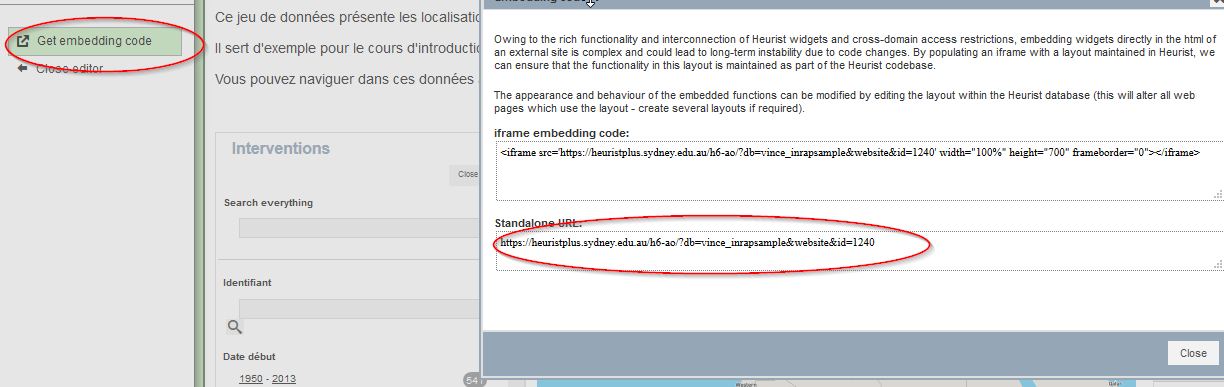 Get embedding code
Close editor
Ce jeu de données présente les localisatio
Il sert d'exemple pour le cours d'introducti
Vous pouvez naviguer dans ces données
Interventions
Close
Search everything
Identifiant
Date début
1950 - 2013
541
Owing to the rich functionality and interconnection of Heurist widgets and cross-domain access restrictions, embedding widgets directly in the html of
an external site is complex and could lead to long-term instability due to code changes. By populating an iframe with a layout maintained in Heurist, we
can ensure that the functionality in this layout is maintained as part of the Heurist codebase.
The appearance and behaviour of the embedded functions can be modified by editing the layout within the Heurist database (this will alter all web
pages which use the layout - create several layouts if required).
iframe embedding code:
<iframe src='https://heuristplus.sydney.edu.au/h6-ao/?db=vince_inrapsample&website&id=1240' width="100%" height="700" frameborder="0"></iframe>
Standalone URL:
https://heuristplus.sydney.edu.au/h6-ao/?db=vince_inrapsample&website&id=1240
Close
Western
Qatar